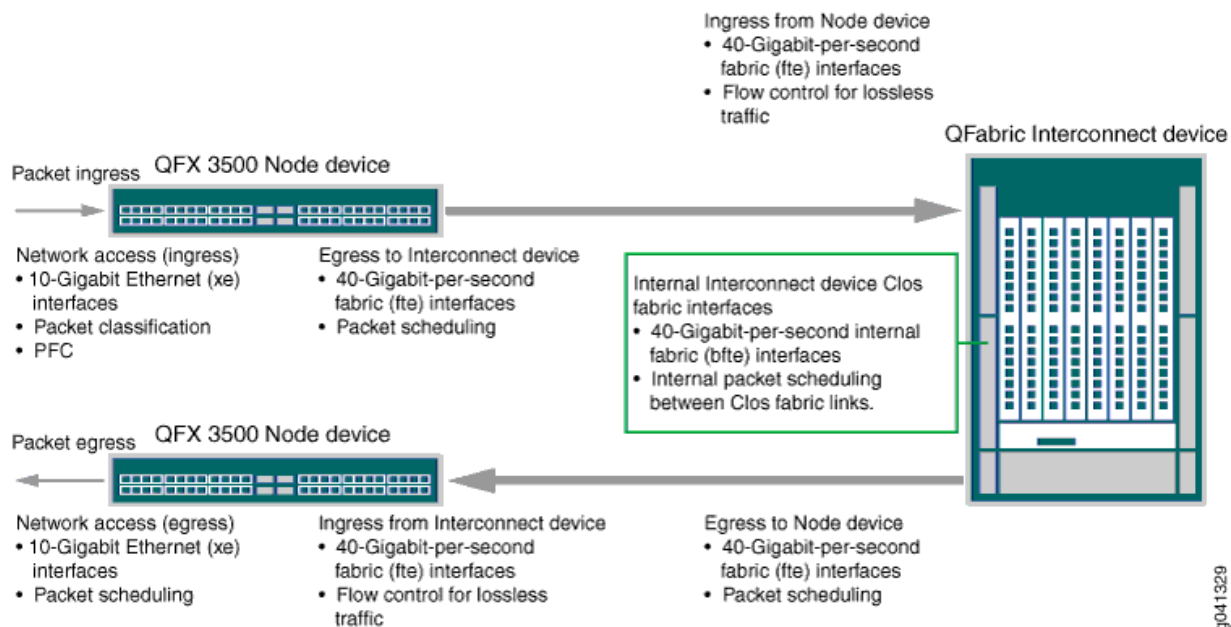 Ingress from Node device
• 40-Gigabit-per-second
fabric (fte) interfaces
• Flow control for lossless
traffic
QFabric Interconnect device
Packet ingress
QFX 3500 Node device
Network access (ingress)
• 10-Gigabit Ethernet (xe)
interfaces
• Packet classification
• PFC
Egress to Interconnect device
• 40-Gigabit-per-second
fabric (fte) interfaces
• Packet scheduling
Internal Interconnect device Clos
fabric interfaces
• 40-Gigabit-per-second internal
fabric (bfte) interfaces
• Internal packet scheduling
between Clos fabric links.
Packet egress
QFX 3500 Node device
Network access (egress)
• 10-Gigabit Ethernet (xe)
interfaces
• Packet scheduling
Ingress from Interconnect device
• 40-Gigabit-per-second
fabric (fte) interfaces
• Flow control for lossless
traffic
Egress to Node device
• 40-Gigabit-per-second
fabric (fte) interfaces
• Packet scheduling
g041329